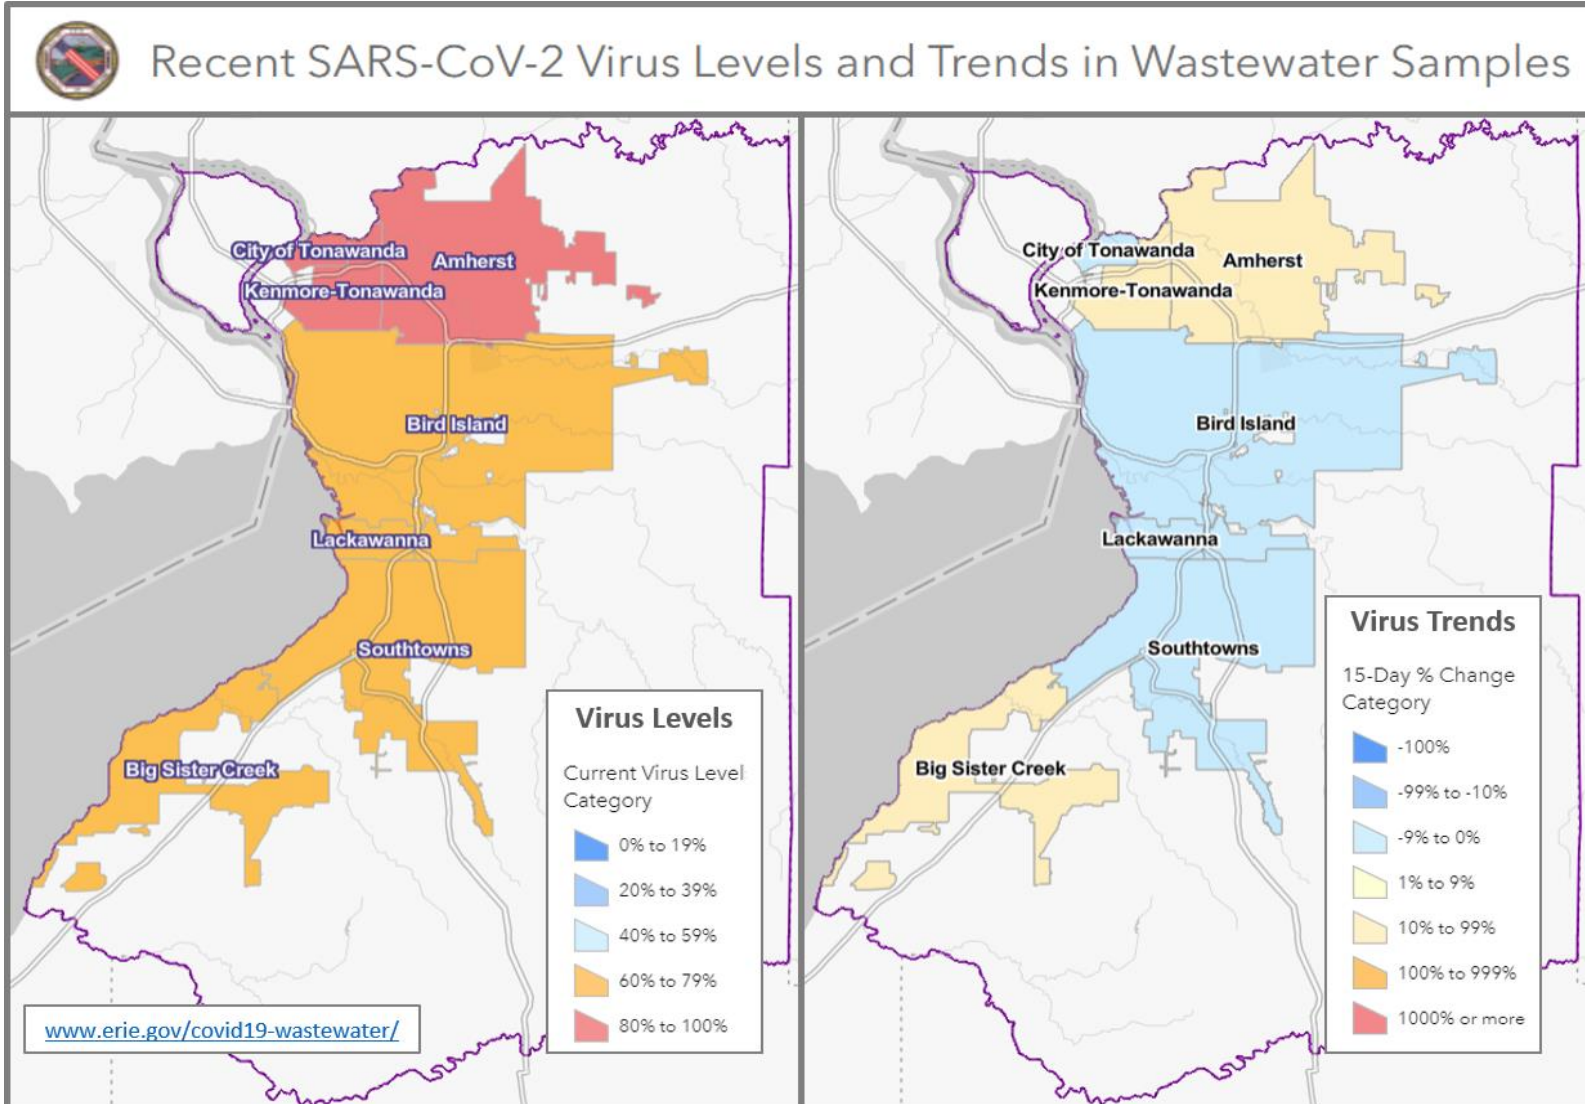 Recent SARS-CoV-2 Virus Levels and Trends in Wastewater Samples
City of Tonawanda
Amherst
Kenmore-Tonawanda
Bird Island
Lackawanna
Southtowns
Big Sister Creek
Virus Levels
Current Virus Level
Category
0% to 19%
20% to 39%
40% to 59%
60% to 79%
80% to 100%
www.erie.gov/covid19-wastewater/
City of Tonawanda
Amherst
Kenmore-Tonawanda
Bird Island
Lackawanna
Southtowns
Big Sister Creek
Virus Trends
15-Day % Change
Category
-100%
-99% to -10%
-9% to 0%
1% to 9%
10% to 99%
100% to 999%
1000% or more